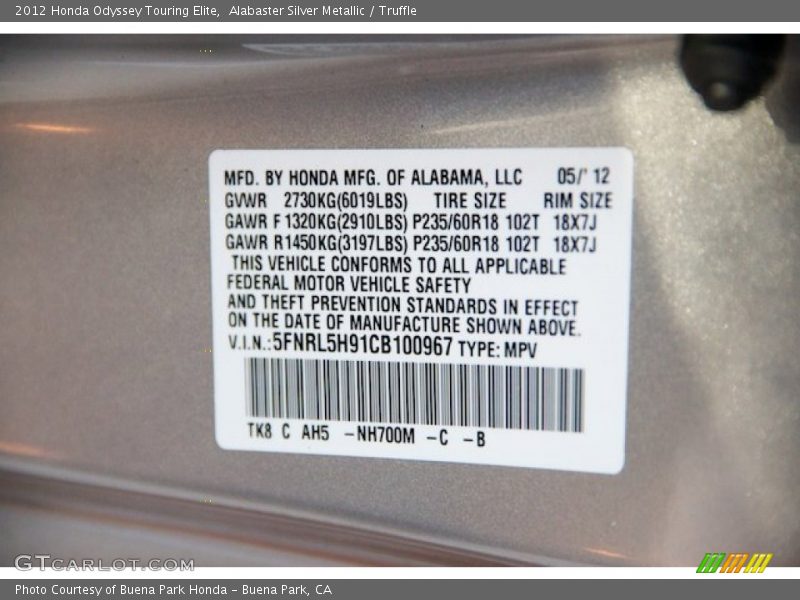 2012 Honda Odyssey Touring Elite,  Alabaster Silver Metallic / Truffle
MFD. BY HONDA MFG. OF ALABAMA, LLC 05/' 12
GVWR 2730KG(6019LBS) TIRE SIZE RIM SIZE
GAWR F 1320KG(2910LBS) P235/60R18 102T 18X7J
GAWR R1450KG(3197LBS) P235/60R18 102T 18X7J
THIS VEHICLE CONFORMS TO ALL APPLICABLE
FEDERAL MOTOR VEHICLE SAFETY
AND THEFT PREVENTION STANDARDS IN EFFECT
ON THE DATE OF MANUFACTURE SHOWN ABOVE.
V.I.N.:5FNRL5H91CB100967 TYPE: MPV
TK8 C AH5 -NH700M -C -B
GTCARLOT.COM
Photo Courtesy of Buena Park Honda - Buena Park, CA